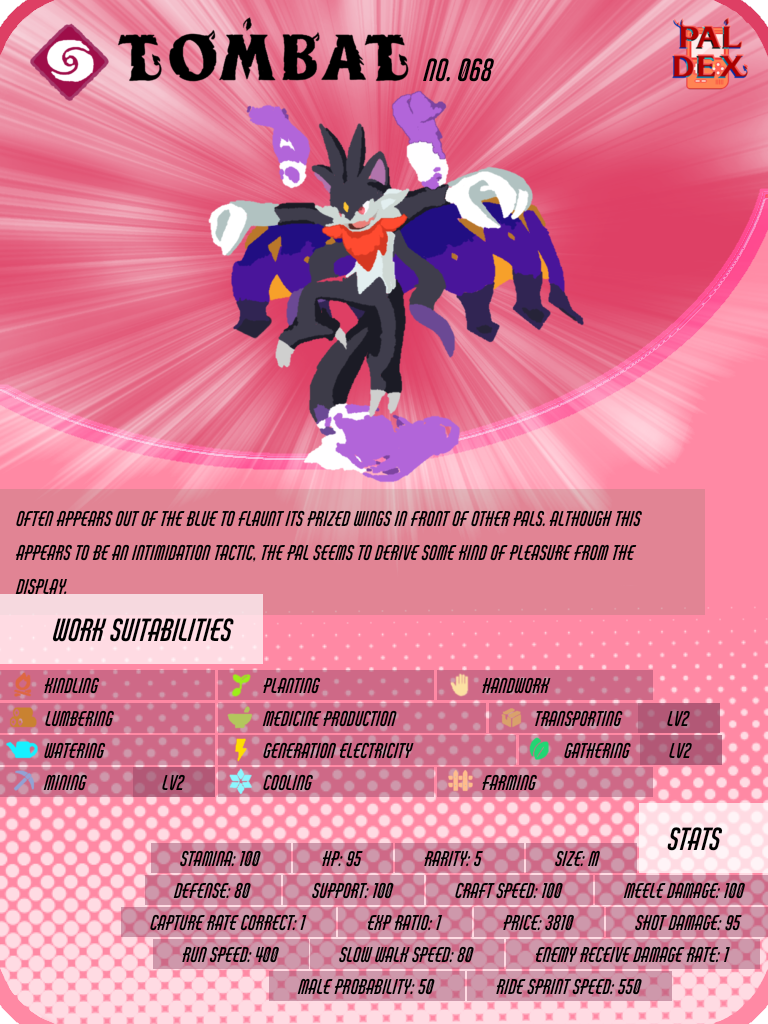 TOMBAT NO. 068
PAL
DEX
OFTEN APPEARS OUT OF THE BLUE TO FLAUNT ITS PRIZED WINGS IN FRONT OF OTHER PALS. ALTHOUGH THIS
APPEARS TO BE AN INTIMIDATION TACTIC, THE PAL SEEMS TO DERIVE SOME KIND OF PLEASURE FROM THE
DISPLAY.
WORK SUITABILITIES
KINDLING PLANTING HANDWORK
LUMBERING MEDICINE PRODUCTION TRANSPORTING LV2
WATERING GENERATION ELECTRICITY GATHERING LV2
MINING LV2 COOLING FARMING
STATS
STAMINA: 100 HP: 95 RARITY: 5 SIZE: M
DEFENSE: 80 SUPPORT: 100 CRAFT SPEED: 100 MEELE DAMAGE: 100
CAPTURE RATE CORRECT: 1 EXP RATIO: 1 PRICE: 3810 SHOT DAMAGE: 95
RUN SPEED: 400 SLOW WALK SPEED: 80 ENEMY RECEIVE DAMAGE RATE: 1
MALE PROBABILITY: 50 RIDE SPRINT SPEED: 550